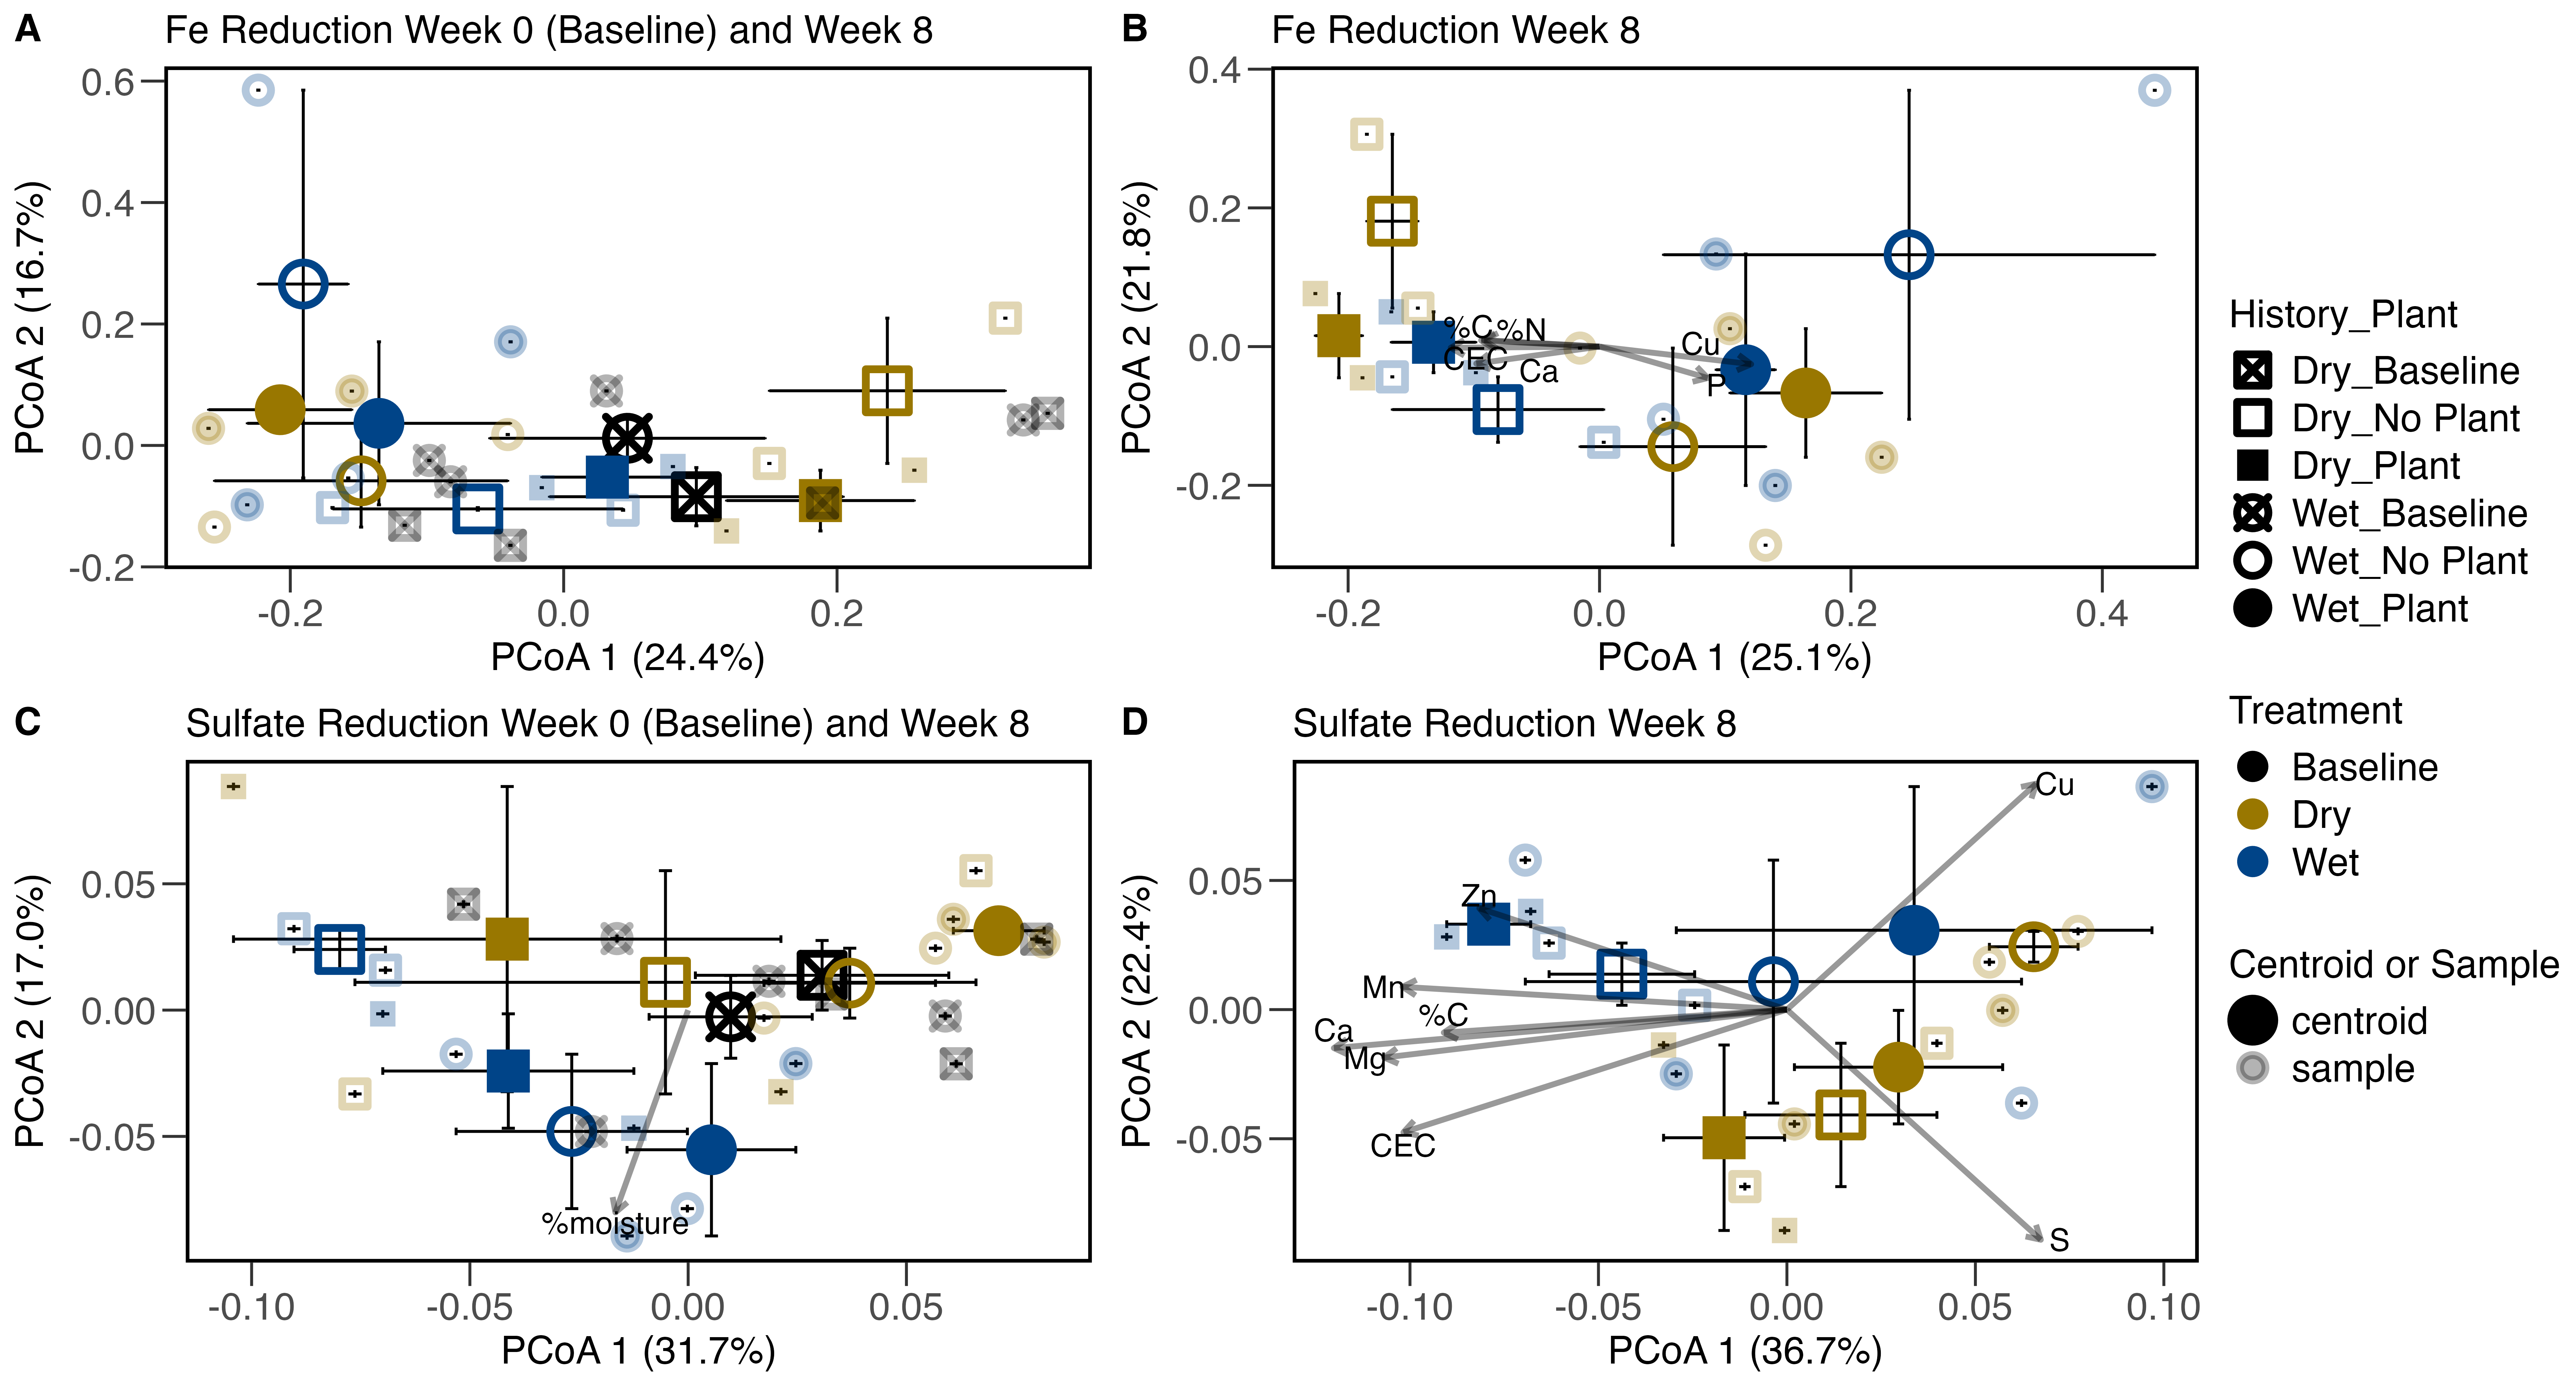 A Fe Reduction Week 0 (Baseline) and Week 8
PCoA 2 (16.7%)
0.6
0.4
0.2
0.0
-0.2
-0.2 0.0 0.2
PCoA 1 (24.4%)
B Fe Reduction Week 8
PCoA 2 (21.8%)
0.4
0.2
0.0
-0.2
%C %N
CEC
Ca
Cu
P
-0.2 0.0 0.2 0.4
PCoA 1 (25.1%)
C Sulfate Reduction Week 0 (Baseline) and Week 8
PCoA 2 (17.0%)
0.05
0.00
-0.05
%moisture
-0.10 -0.05 0.00 0.05
PCoA 1 (31.7%)
D Sulfate Reduction Week 8
PCoA 2 (22.4%)
0.05
0.00
-0.05
Cu
Zn
Mn
%C
Ca
Mg
CEC
S
-0.10 -0.05 0.00 0.05 0.10
PCoA 1 (36.7%)
History_Plant
Dry_Baseline
Dry_No Plant
Dry_Plant
Wet_Baseline
Wet_No Plant
Wet_Plant
Treatment
Baseline
Dry
Wet
Centroid or Sample
centroid
sample